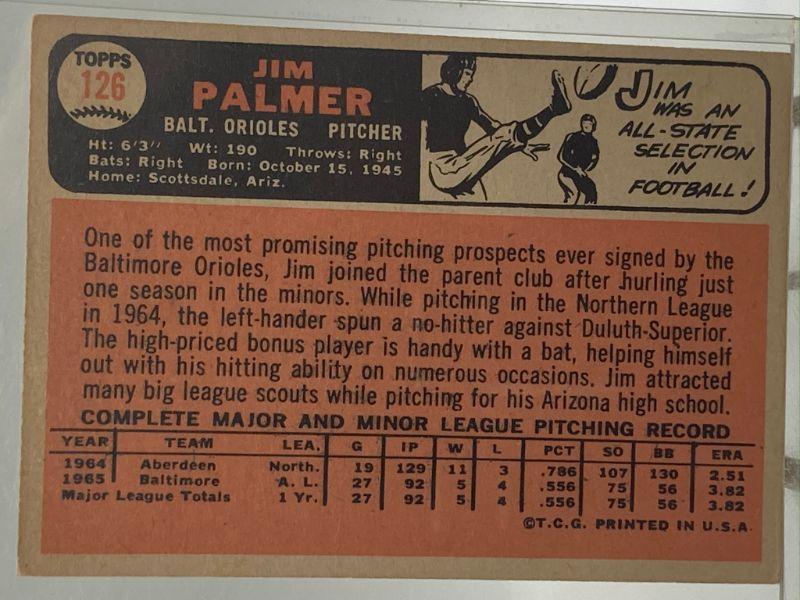 TOPPS
126
JIM
PALMER
BALT. ORIOLES PITCHER
Ht: 6'3" Wt: 190 Throws: Right
Bats: Right Born: October 15, 1945
Home: Scottsdale, Ariz.
JIM
WAS AN
ALL-STATE
SELECTION
IN
FOOTBALL!
One of the most promising pitching prospects ever signed by the
Baltimore Orioles, Jim joined the parent club after hurling just
one season in the minors. While pitching in the Northern League
in 1964, the left-hander spun a no-hitter against Duluth-Superior.
The high-priced bonus player is handy with a bat, helping himself
out with his hitting ability on numerous occasions. Jim attracted
many big league scouts while pitching for his Arizona high school.
COMPLETE MAJOR AND MINOR LEAGUE PITCHING RECORD
YEAR TEAM LEA. G IP W L PCT SO BB ERA
1964 Aberdeen North. 19 129 11 3 .786 107 130 2.51
1965 Baltimore A. L. 27 92 5 4 .556 75 56 3.82
Major League Totals 1 Yr. 27 92 5 4 .556 75 56 3.82
©T.C.G. PRINTED IN U.S.A.